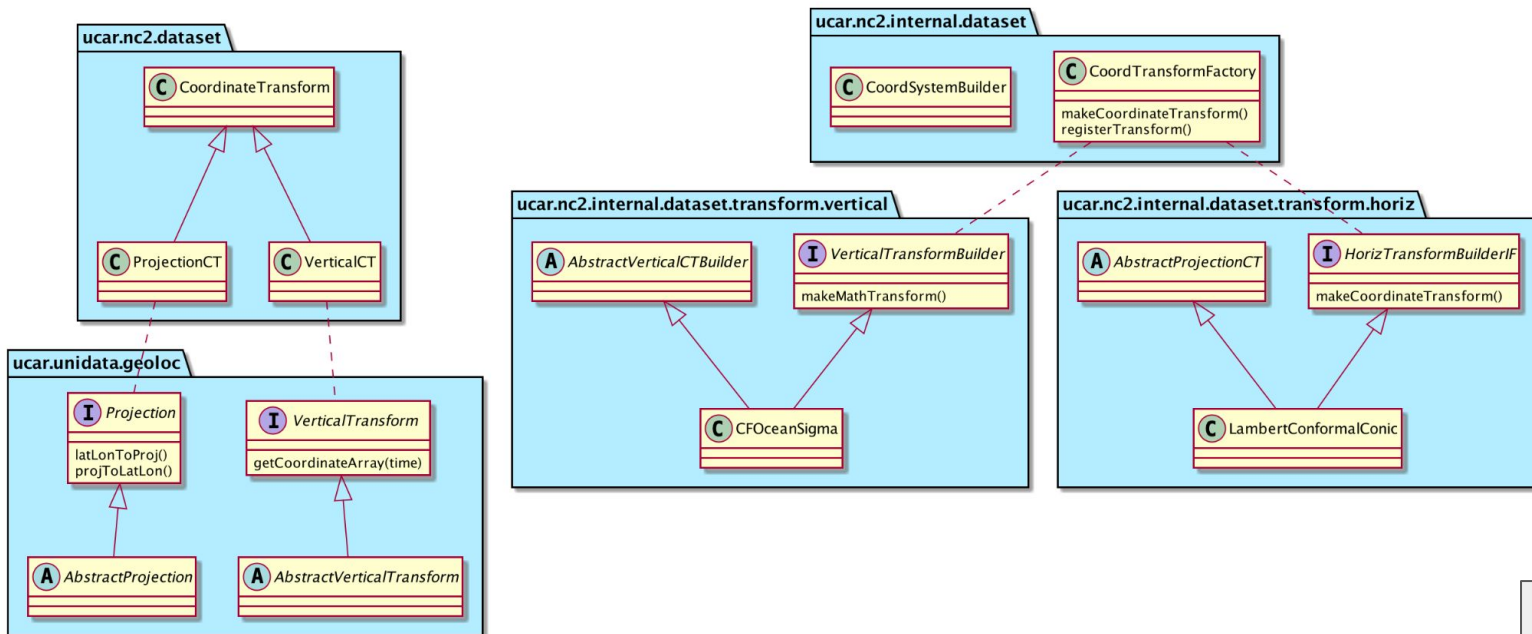 ucar.nc2.dataset
C CoordinateTransform
C ProjectionCT
C VerticalCT
ucar.unidata.geoloc
I Projection
latLonToProj()
projToLatLon()
I VerticalTransform
getCoordinateArray(time)
A AbstractProjection
A AbstractVerticalTransform
ucar.nc2.internal.dataset
C CoordSystemBuilder
C CoordTransformFactory
makeCoordinateTransform()
registerTransform()
ucar.nc2.internal.dataset.transform.vertical
A AbstractVerticalCTBuilder
I VerticalTransformBuilder
makeMathTransform()
C CFOceanSigma
ucar.nc2.internal.dataset.transform.horiz
A AbstractProjectionCT
I HorizTransformBuilderIF
makeCoordinateTransform()
C LambertConformalConic